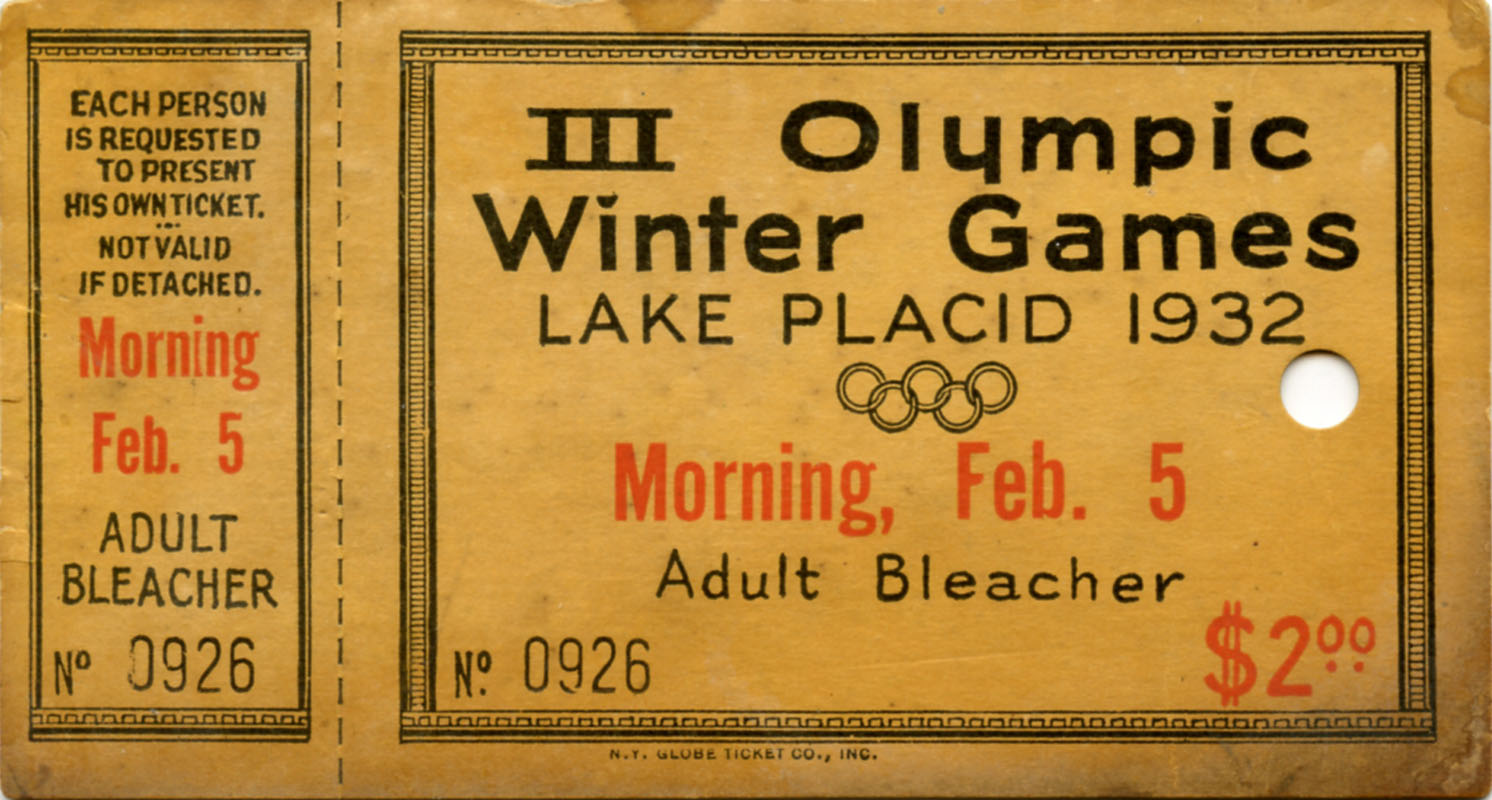 EACH PERSON
IS REQUESTED
TO PRESENT
HIS OWN TICKET.
NOT VALID
IF DETACHED.
Morning
Feb. 5
ADULT
BLEACHER
Nº 0926
III Olympic
Winter Games
LAKE PLACID 1932
Morning, Feb. 5
Adult Bleacher
$2.00
Nº. 0926
N.Y. GLOBE TICKET CO., INC.